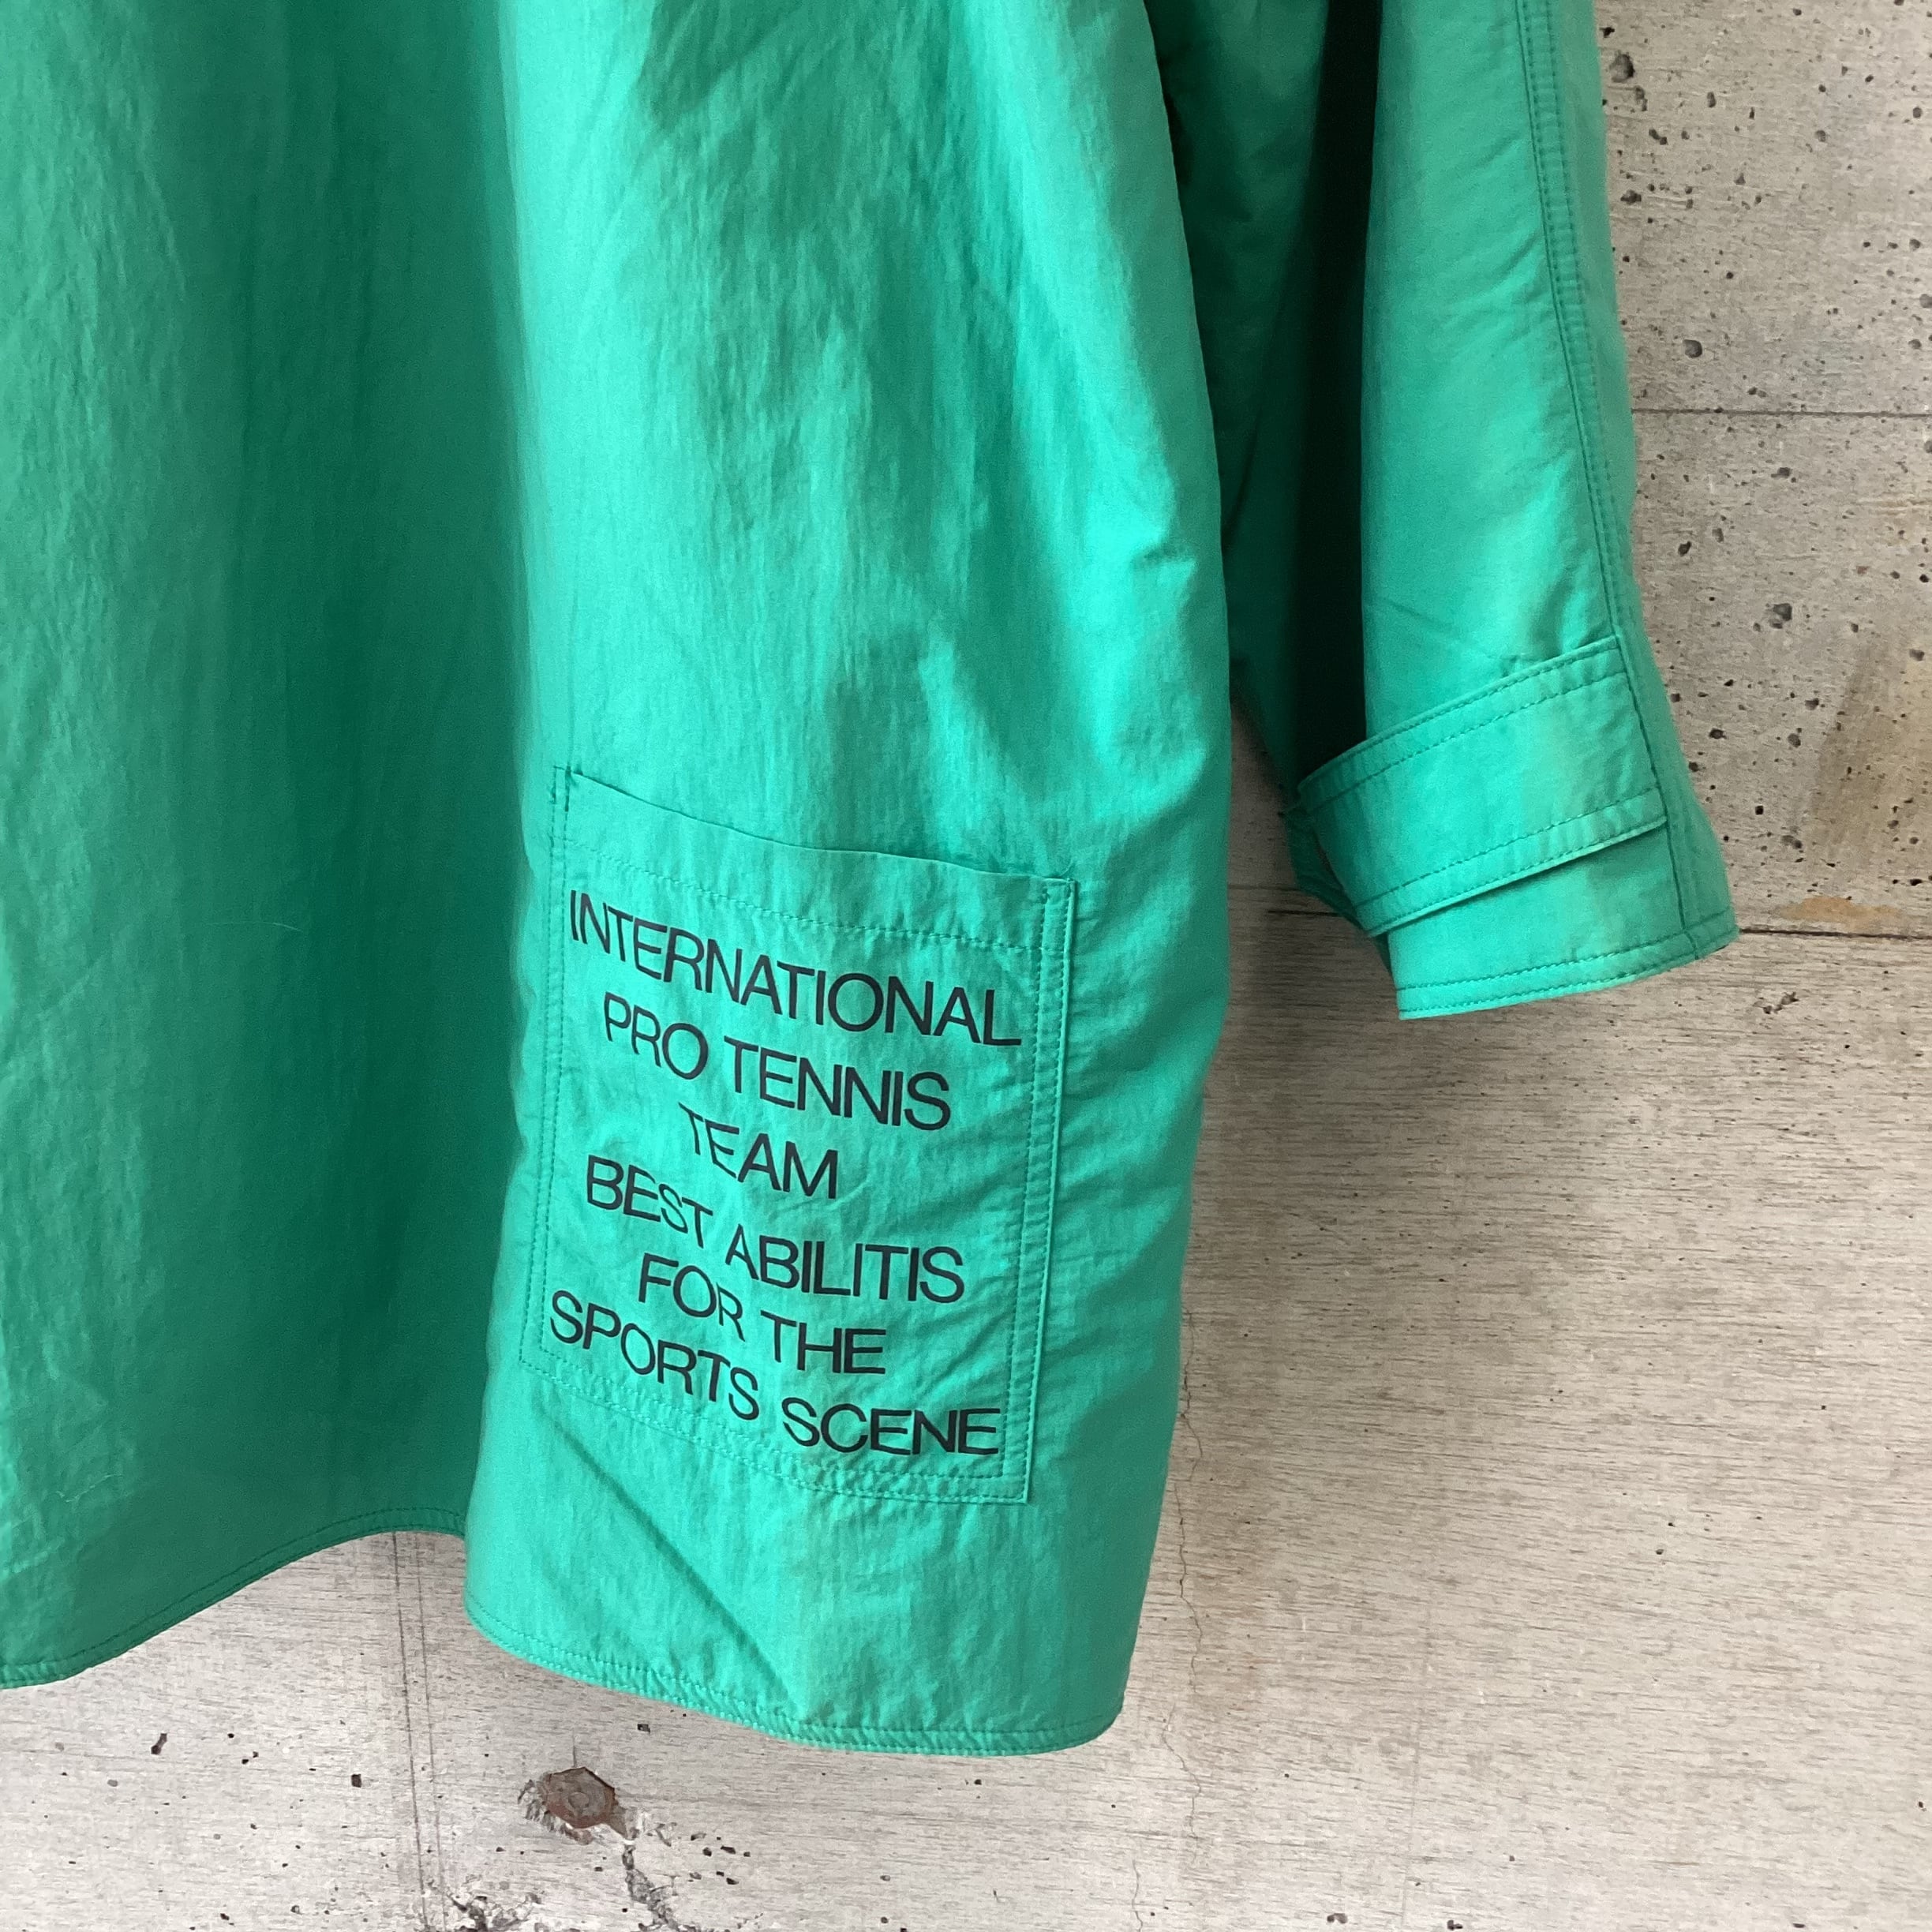 INTERNATIONAL
PRO TENNIS
TEAM
BEST ABILITIS
FOR THE
SPORTS SCENE